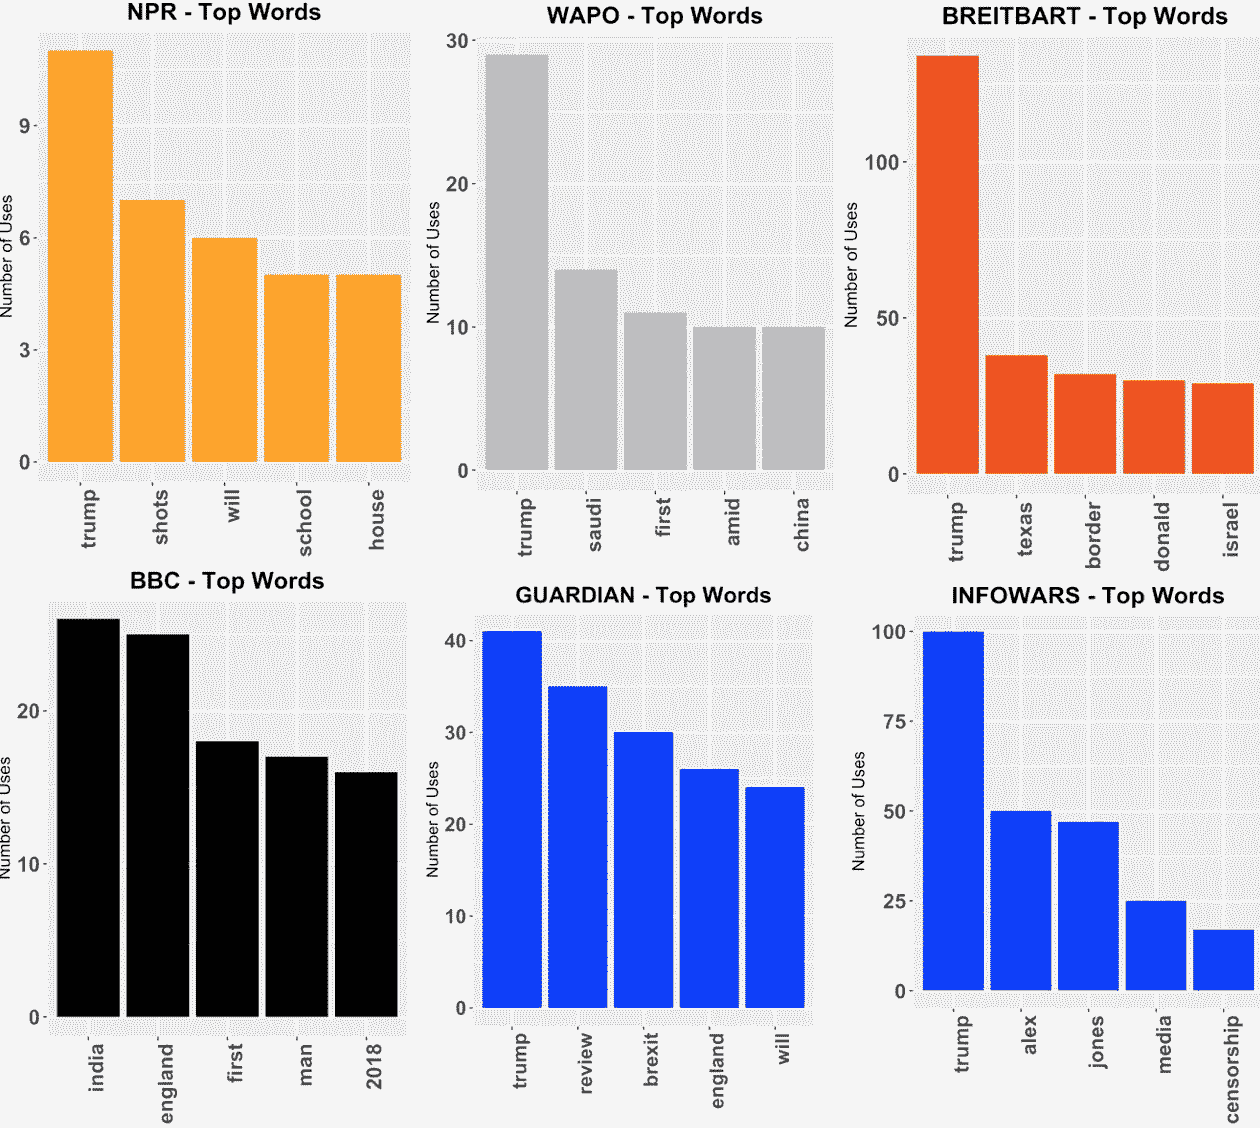 NPR - Top Words
Number of Uses
9
6
3
0
trump
shots
will
school
house
WAPO - Top Words
Number of Uses
30
20
10
0
trump
saudi
first
amid
china
BREITBART - Top Words
Number of Uses
100
50
0
trump
texas
border
donald
israel
BBC - Top Words
Number of Uses
20
10
0
india
england
first
man
2018
GUARDIAN - Top Words
Number of Uses
40
30
20
10
0
trump
review
brexit
england
will
INFOWARS - Top Words
Number of Uses
100
75
50
25
0
trump
alex
jones
media
censorship